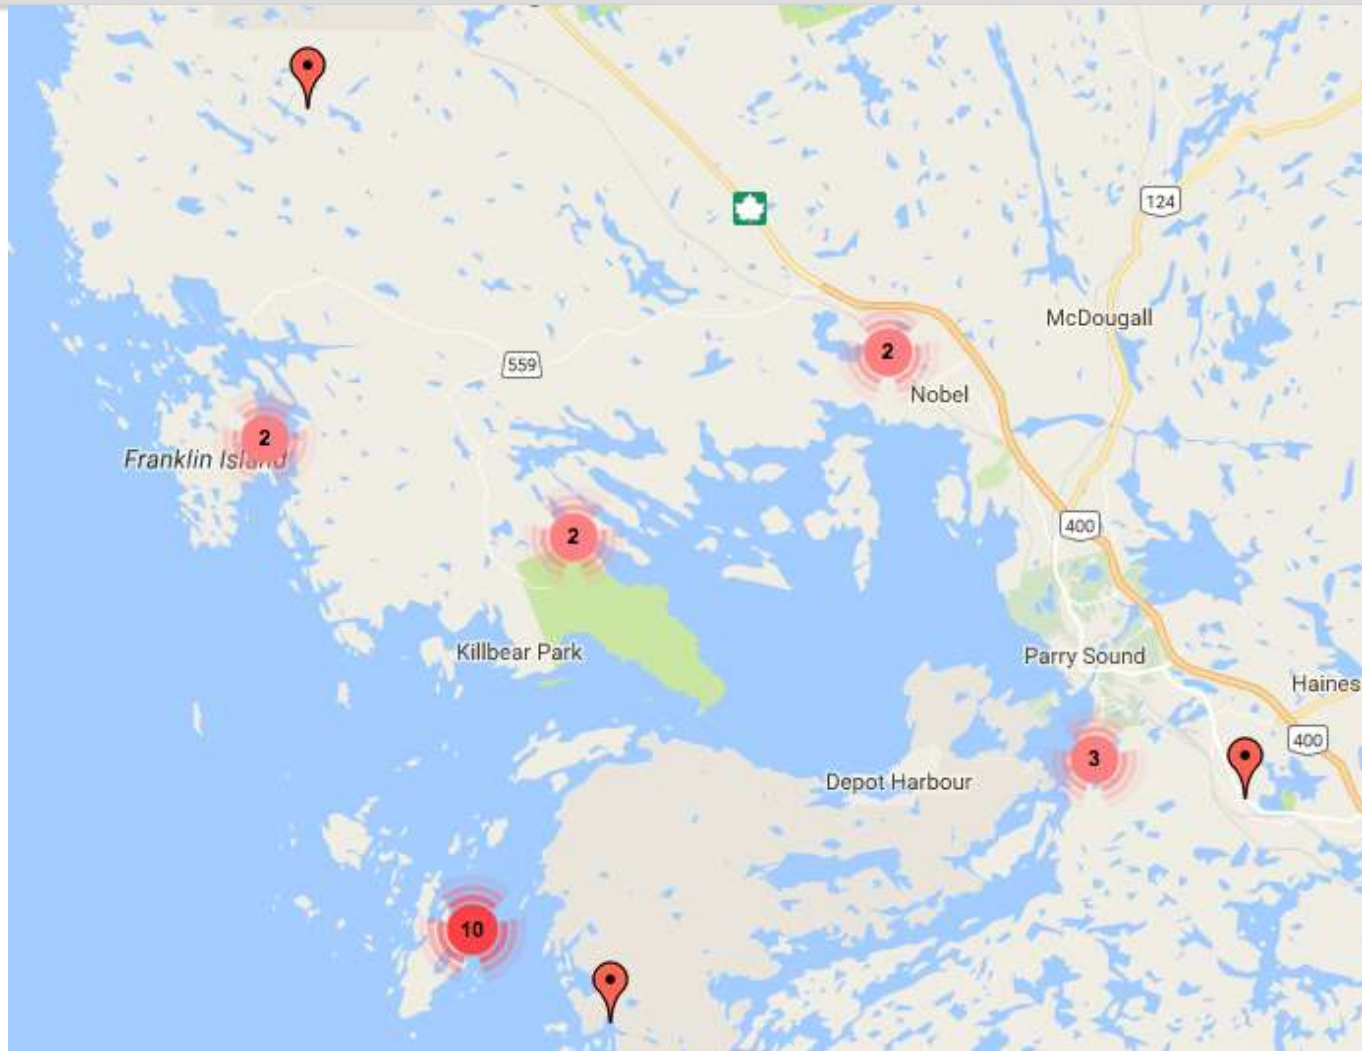 124
McDougall
2
559
Nobel
2
Franklin Island
400
2
Killbear Park
Parry Sound
Haines
400
3
Depot Harbour
10